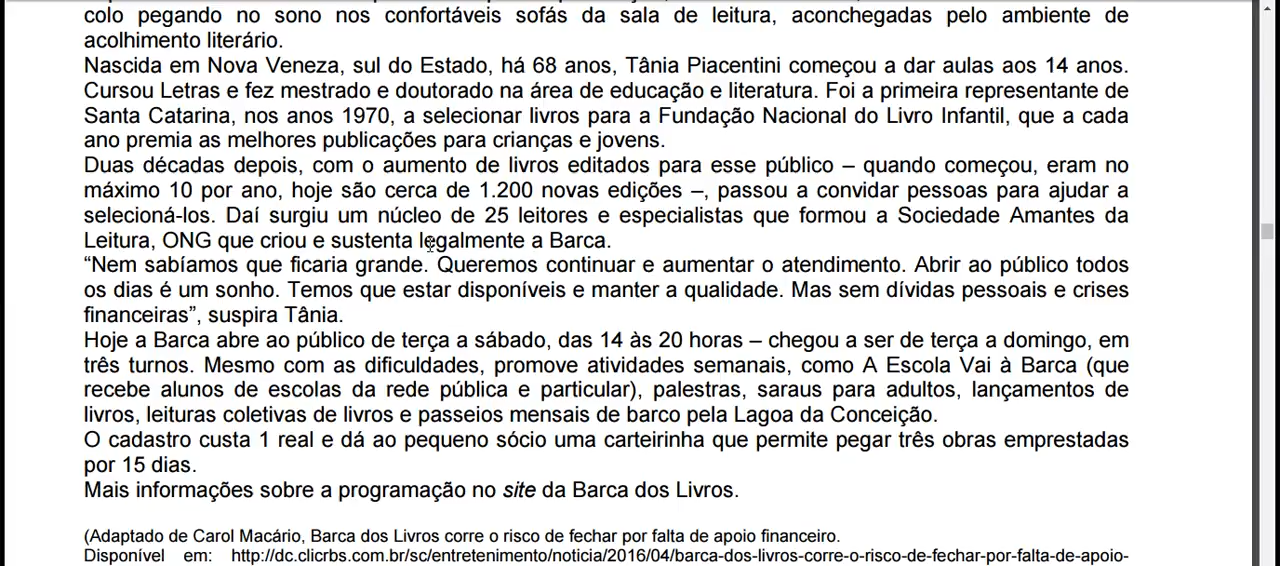 colo pegando no sono nos confortáveis sofás da sala de leitura, aconchegadas pelo ambiente de
acolhimento literário.
Nascida em Nova Veneza, sul do Estado, há 68 anos, Tânia Piacentini começou a dar aulas aos 14 anos.
Cursou Letras e fez mestrado e doutorado na área de educação e literatura. Foi a primeira representante de
Santa Catarina, nos anos 1970, a selecionar livros para a Fundação Nacional do Livro Infantil, que a cada
ano premia as melhores publicações para crianças e jovens.
Duas décadas depois, com o aumento de livros editados para esse público – quando começou, eram no
máximo 10 por ano, hoje são cerca de 1.200 novas edições –, passou a convidar pessoas para ajudar a
selecioná-los. Daí surgiu um núcleo de 25 leitores e especialistas que formou a Sociedade Amantes da
Leitura, ONG que criou e sustenta legalmente a Barca.
“Nem sabíamos que ficaria grande. Queremos continuar e aumentar o atendimento. Abrir ao público todos
os dias é um sonho. Temos que estar disponíveis e manter a qualidade. Mas sem dívidas pessoais e crises
financeiras”, suspira Tânia.
Hoje a Barca abre ao público de terça a sábado, das 14 às 20 horas – chegou a ser de terça a domingo, em
três turnos. Mesmo com as dificuldades, promove atividades semanais, como A Escola Vai à Barca (que
recebe alunos de escolas da rede pública e particular), palestras, saraus para adultos, lançamentos de
livros, leituras coletivas de livros e passeios mensais de barco pela Lagoa da Conceição.
O cadastro custa 1 real e dá ao pequeno sócio uma carteirinha que permite pegar três obras emprestadas
por 15 dias.
Mais informações sobre a programação no site da Barca dos Livros.
(Adaptado de Carol Macário, Barca dos Livros corre o risco de fechar por falta de apoio financeiro.
Disponível em: http://dc.clicrbs.com.br/sc/entretenimento/noticia/2016/04/barca-dos-livros-corre-o-risco-de-fechar-por-falta-de-apoio-